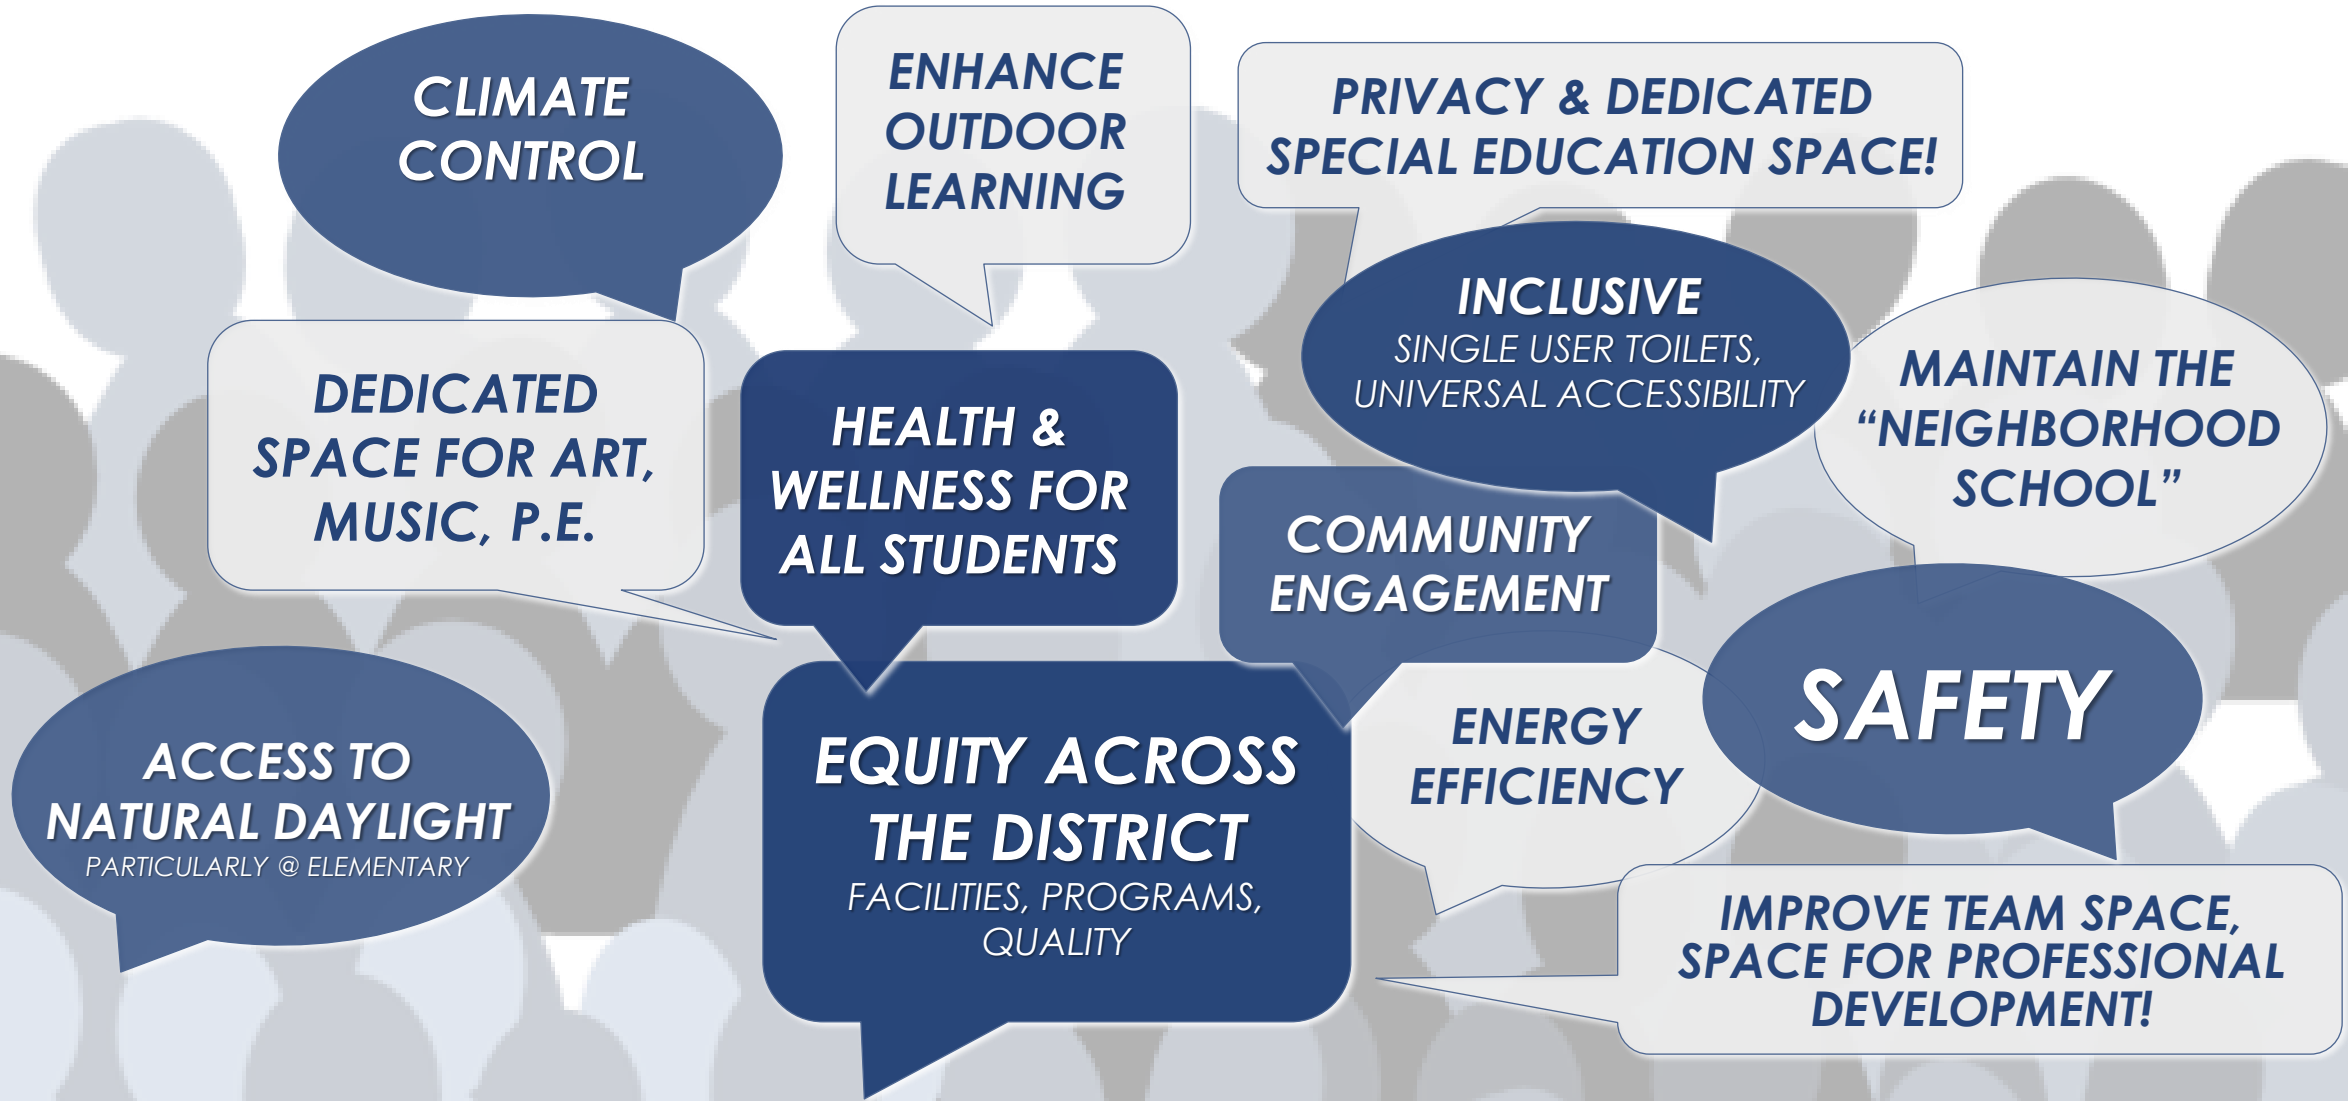 CLIMATE
CONTROL
ENHANCE
OUTDOOR
LEARNING
PRIVACY & DEDICATED
SPECIAL EDUCATION SPACE!
INCLUSIVE
SINGLE USER TOILETS,
UNIVERSAL ACCESSIBILITY
MAINTAIN THE
“NEIGHBORHOOD
SCHOOL”
DEDICATED
SPACE FOR ART,
MUSIC, P.E.
HEALTH &
WELLNESS FOR
ALL STUDENTS
COMMUNITY
ENGAGEMENT
SAFETY
ACCESS TO
NATURAL DAYLIGHT
PARTICULARLY @ ELEMENTARY
EQUITY ACROSS
THE DISTRICT
FACILITIES, PROGRAMS,
QUALITY
ENERGY
EFFICIENCY
IMPROVE TEAM SPACE,
SPACE FOR PROFESSIONAL
DEVELOPMENT!